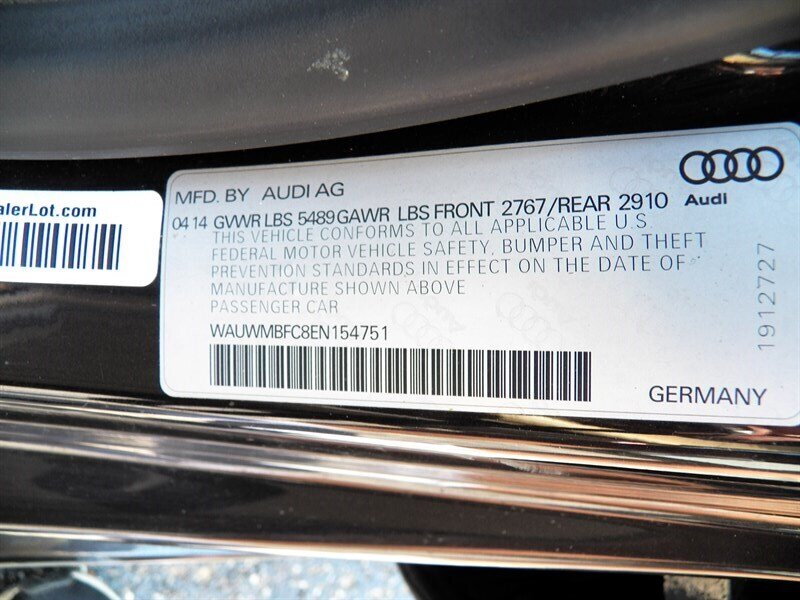 alerLot.com
MFD. BY AUDI AG
Audi
04 14 GVWR LBS 5489 GAWR LBS FRONT 2767/REAR 2910
THIS VEHICLE CONFORMS TO ALL APPLICABLE U.S.
FEDERAL MOTOR VEHICLE SAFETY, BUMPER AND THEFT
PREVENTION STANDARDS IN EFFECT ON THE DATE OF
MANUFACTURE SHOWN ABOVE
PASSENGER CAR
WAUWMBFC8EN154751
1912727
GERMANY